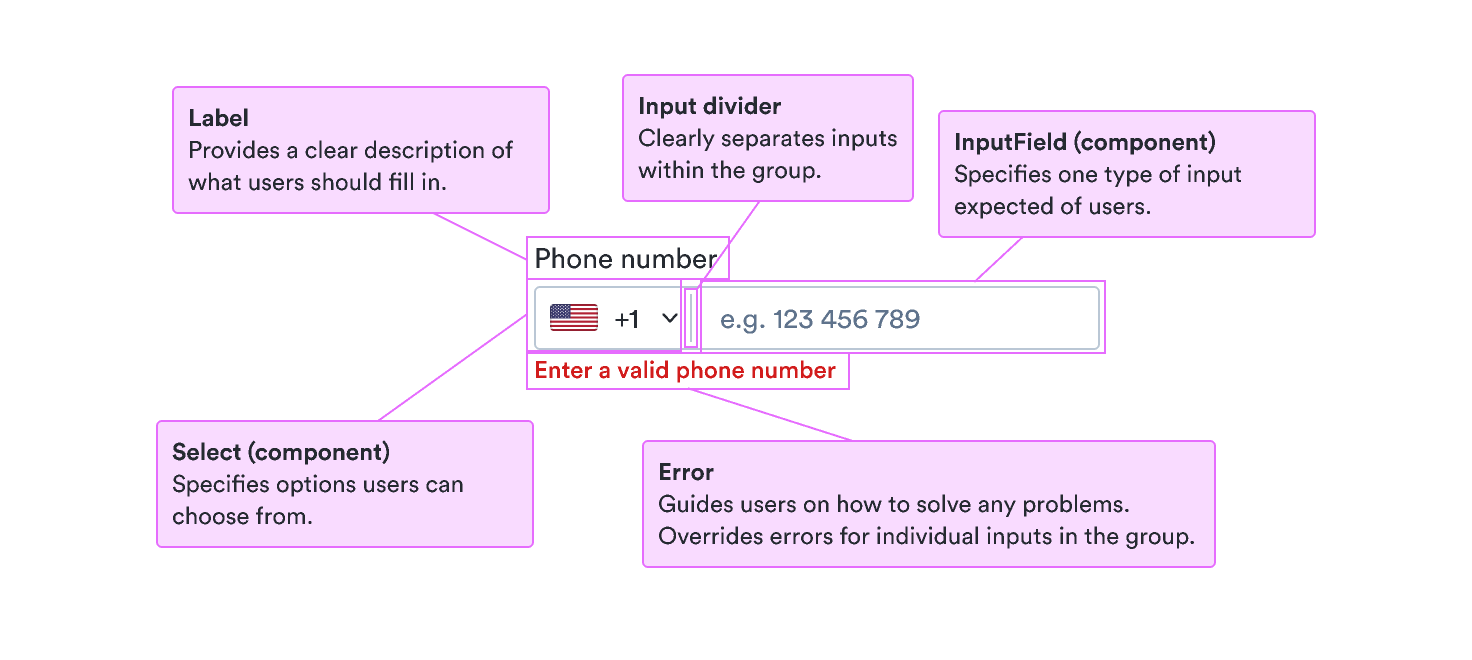 Label
Provides a clear description of
what users should fill in.
Input divider
Clearly separates inputs
within the group.
InputField (component)
Specifies one type of input
expected of users.
Phone number
+1
e.g. 123 456 789
Enter a valid phone number
Select (component)
Specifies options users can
choose from.
Error
Guides users on how to solve any problems.
Overrides errors for individual inputs in the group.